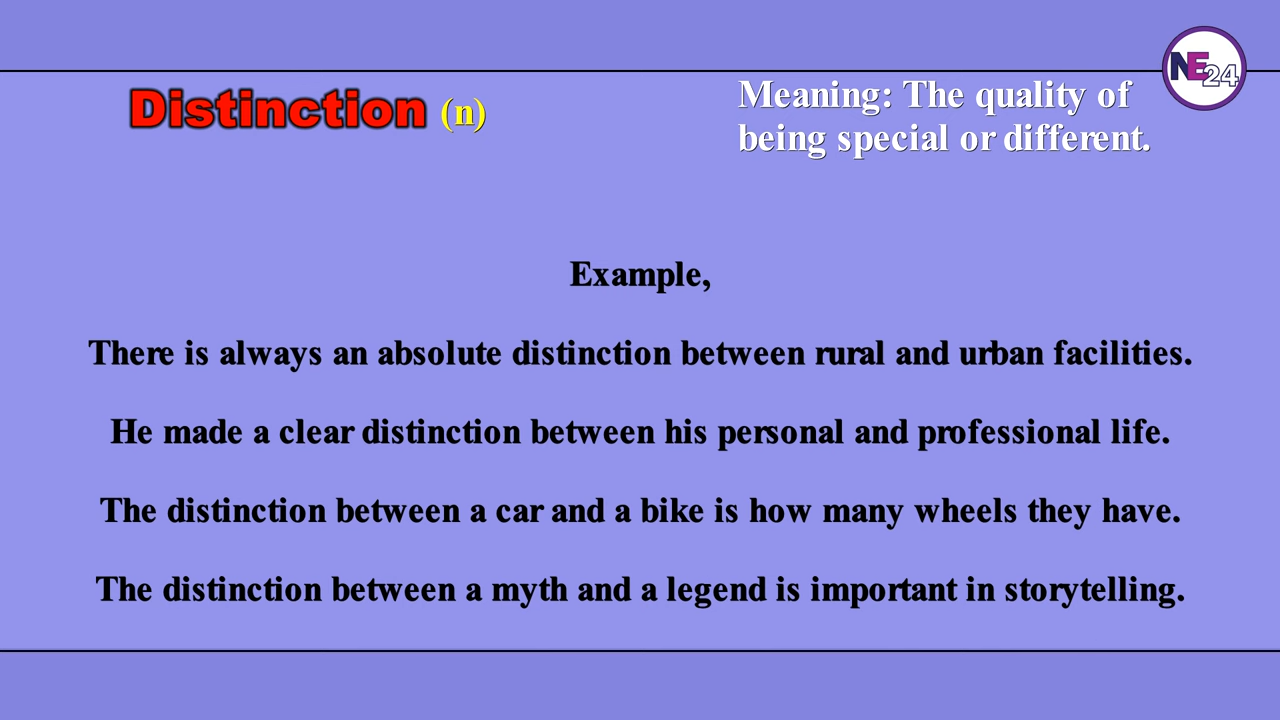 NE24
Distinction (n)
Meaning: The quality of
being special or different.
Example,
There is always an absolute distinction between rural and urban facilities.
He made a clear distinction between his personal and professional life.
The distinction between a car and a bike is how many wheels they have.
The distinction between a myth and a legend is important in storytelling.